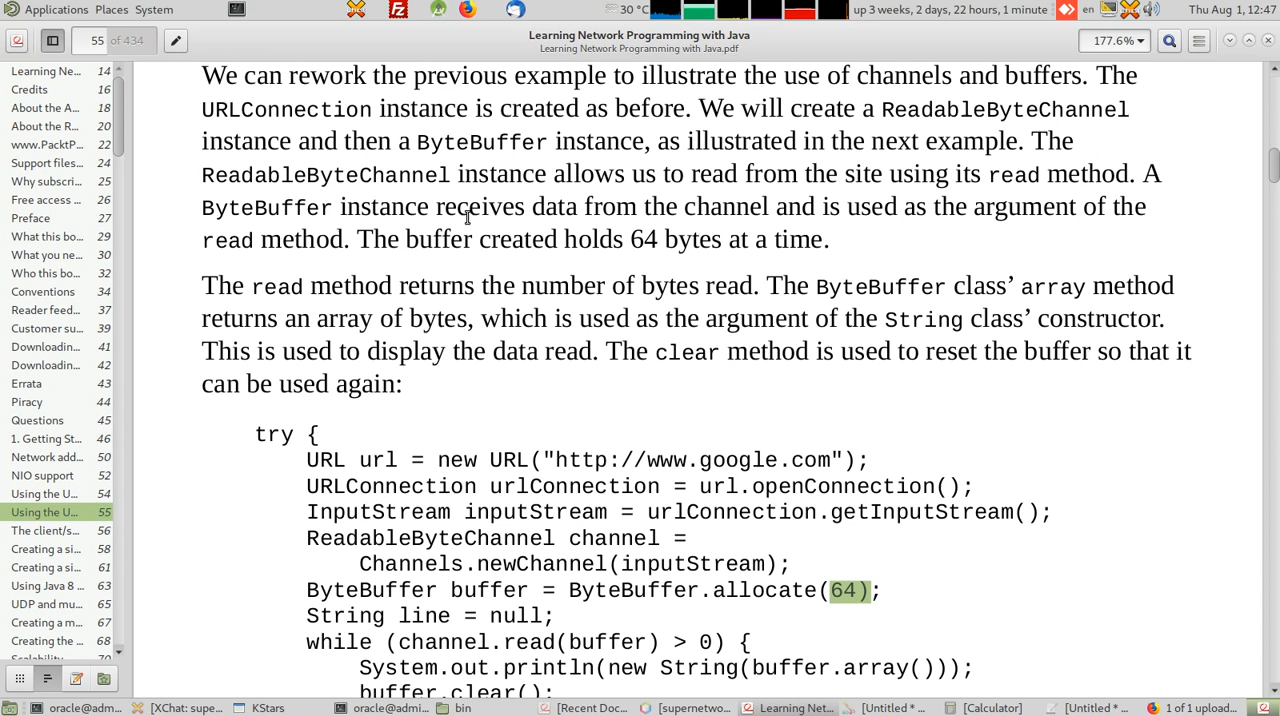 Applications Places System
30 °C
up 3 weeks, 2 days, 22 hours, 1 minute
en
Thu Aug 1, 12:47
55 of 434
Learning Network Programming with Java
Learning Network Programming with Java.pdf
177.6%
Learning Ne... 14
Credits 16
About the A... 18
About the R... 20
www.PacktP... 22
Support files... 24
Why subscri... 25
Free access ... 26
Preface 27
What this bo... 29
What you ne... 30
Who this bo... 32
Conventions 34
Reader feed... 37
Customer su... 39
Downloadin... 41
Downloadin... 42
Errata 43
Piracy 44
Questions 45
1. Getting St... 46
Network add... 50
NIO support 52
Using the U... 54
Using the U... 55
The client/s... 56
Creating a si... 58
Creating a si... 61
Using Java 8 ... 63
UDP and mu... 65
Creating a m... 67
Creating the ... 68
Scalability 70
We can rework the previous example to illustrate the use of channels and buffers. The
URLConnection instance is created as before. We will create a ReadableByteChannel
instance and then a ByteBuffer instance, as illustrated in the next example. The
ReadableByteChannel instance allows us to read from the site using its read method. A
ByteBuffer instance receives data from the channel and is used as the argument of the
read method. The buffer created holds 64 bytes at a time.
The read method returns the number of bytes read. The ByteBuffer class’ array method
returns an array of bytes, which is used as the argument of the String class’ constructor.
This is used to display the data read. The clear method is used to reset the buffer so that it
can be used again:
try {
URL url = new URL("http://www.google.com");
URLConnection urlConnection = url.openConnection();
InputStream inputStream = urlConnection.getInputStream();
ReadableByteChannel channel =
Channels.newChannel(inputStream);
ByteBuffer buffer = ByteBuffer.allocate(64);
String line = null;
while (channel.read(buffer) > 0) {
System.out.println(new String(buffer.array()));
buffer.clear();
oracle@adm...
[XChat: supe...
KStars
oracle@admi...
bin
[Recent Doc...
[supernetwo...
Learning Net...
[Untitled * ...
[Calculator]
[Untitled * ...
1 of 1 upload...